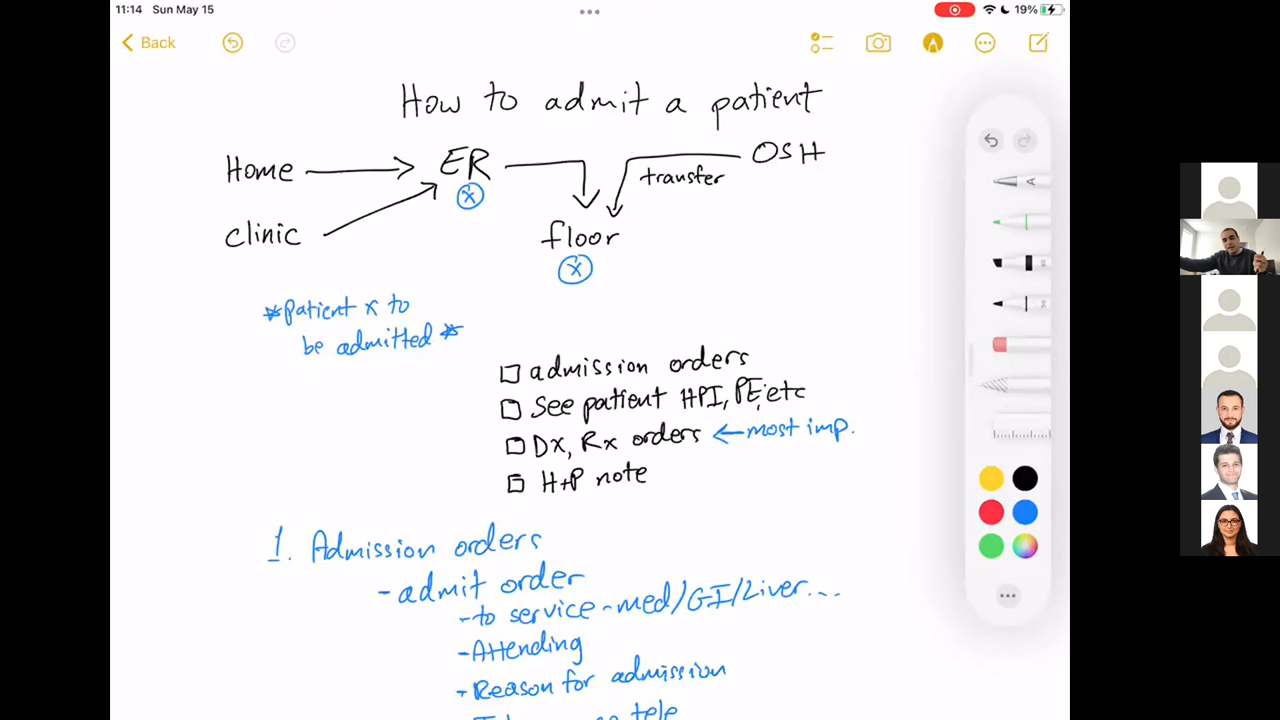 11:14 Sun May 15
19%
Back
How to admit a patient
Home
ER
OSH
x
transfer
clinic
floor
x
*patient x to
be admitted*
admission orders
See patient HPI, PE, etc
Dx, Rx orders ← most imp.
H+P note
1. Admission orders
- admit order
- to service - med/GI/Liver...
- Attending
- Reason for admission
tele